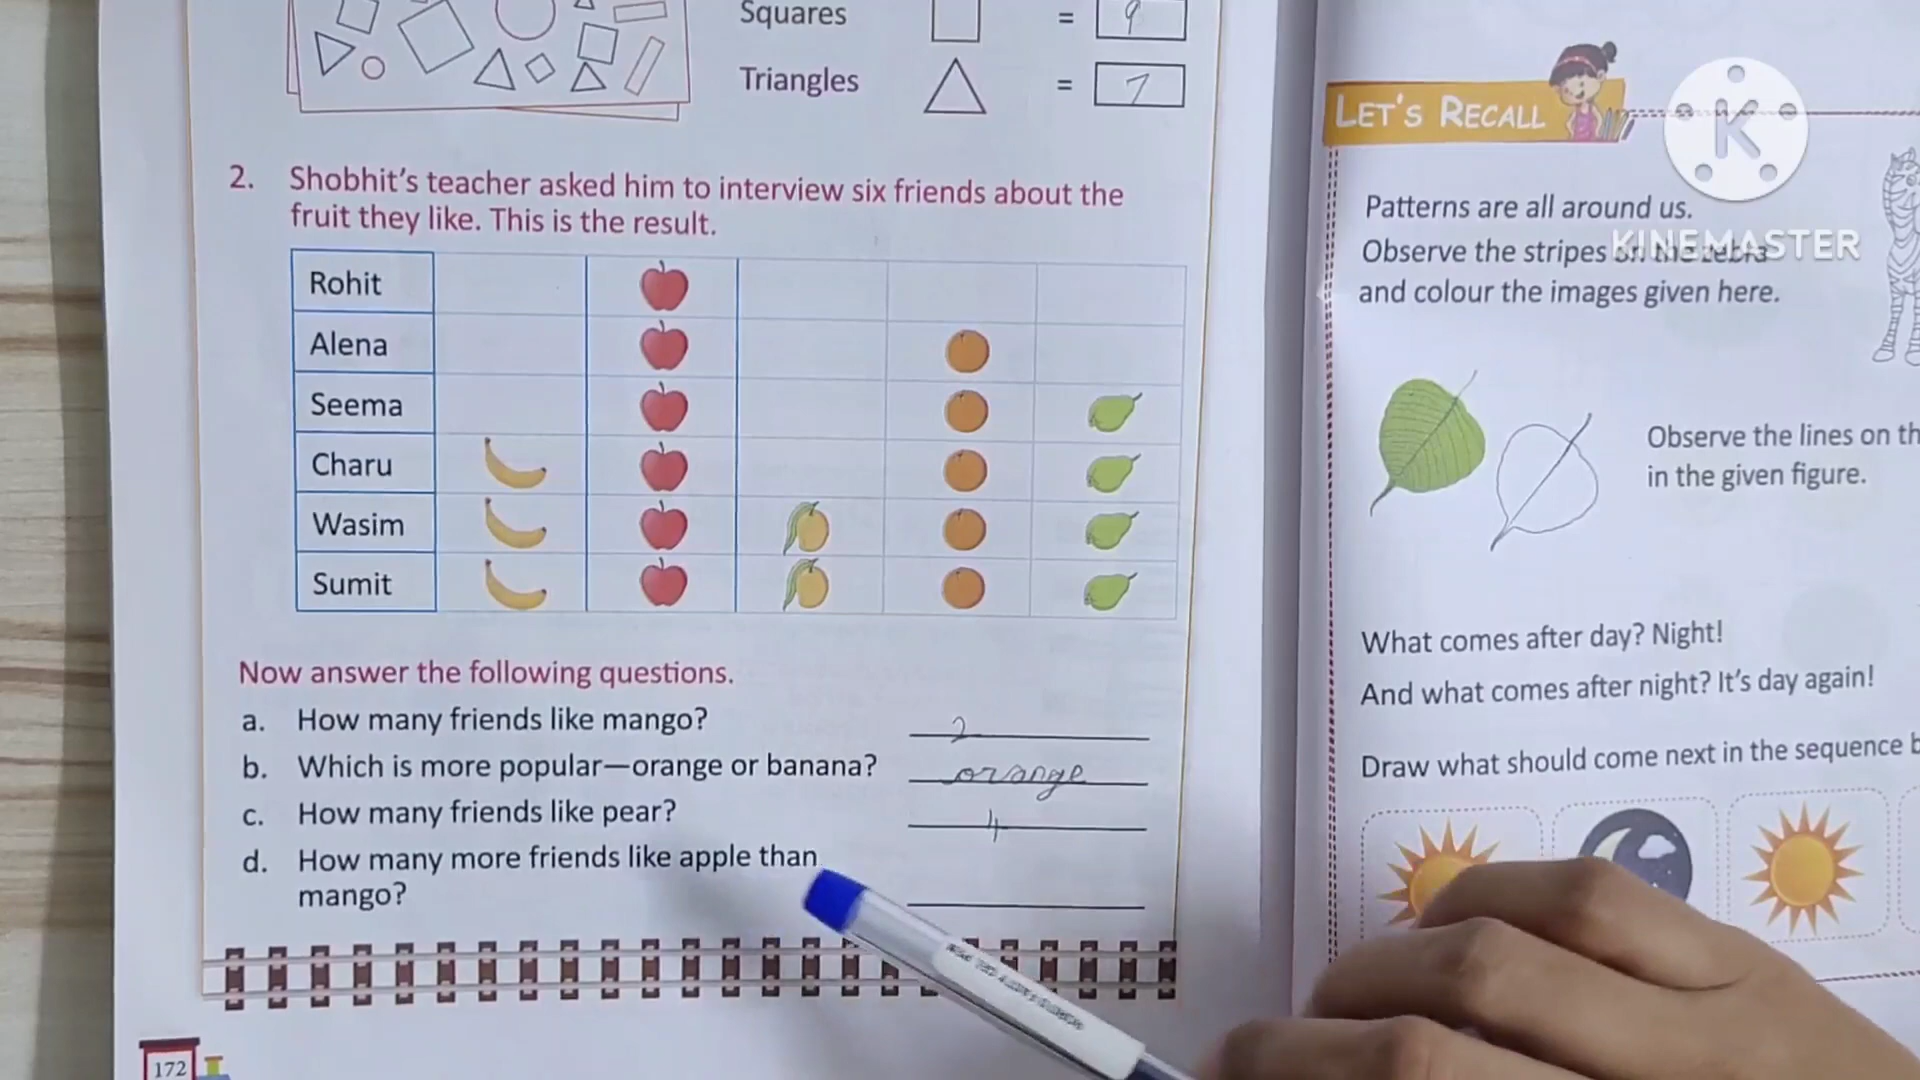 Squares = 9
Triangles = 7
2. Shobhit's teacher asked him to interview six friends about the
fruit they like. This is the result.
Rohit
Alena
Seema
Charu
Wasim
Sumit
Now answer the following questions.
a. How many friends like mango? 2
b. Which is more popular—orange or banana? orange
c. How many friends like pear? 4
d. How many more friends like apple than
mango?
172
LET'S RECALL
K
KINEMASTER
Patterns are all around us.
Observe the stripes on the zebra
and colour the images given here.
Observe the lines on th
in the given figure.
What comes after day? Night!
And what comes after night? It's day again!
Draw what should come next in the sequence b